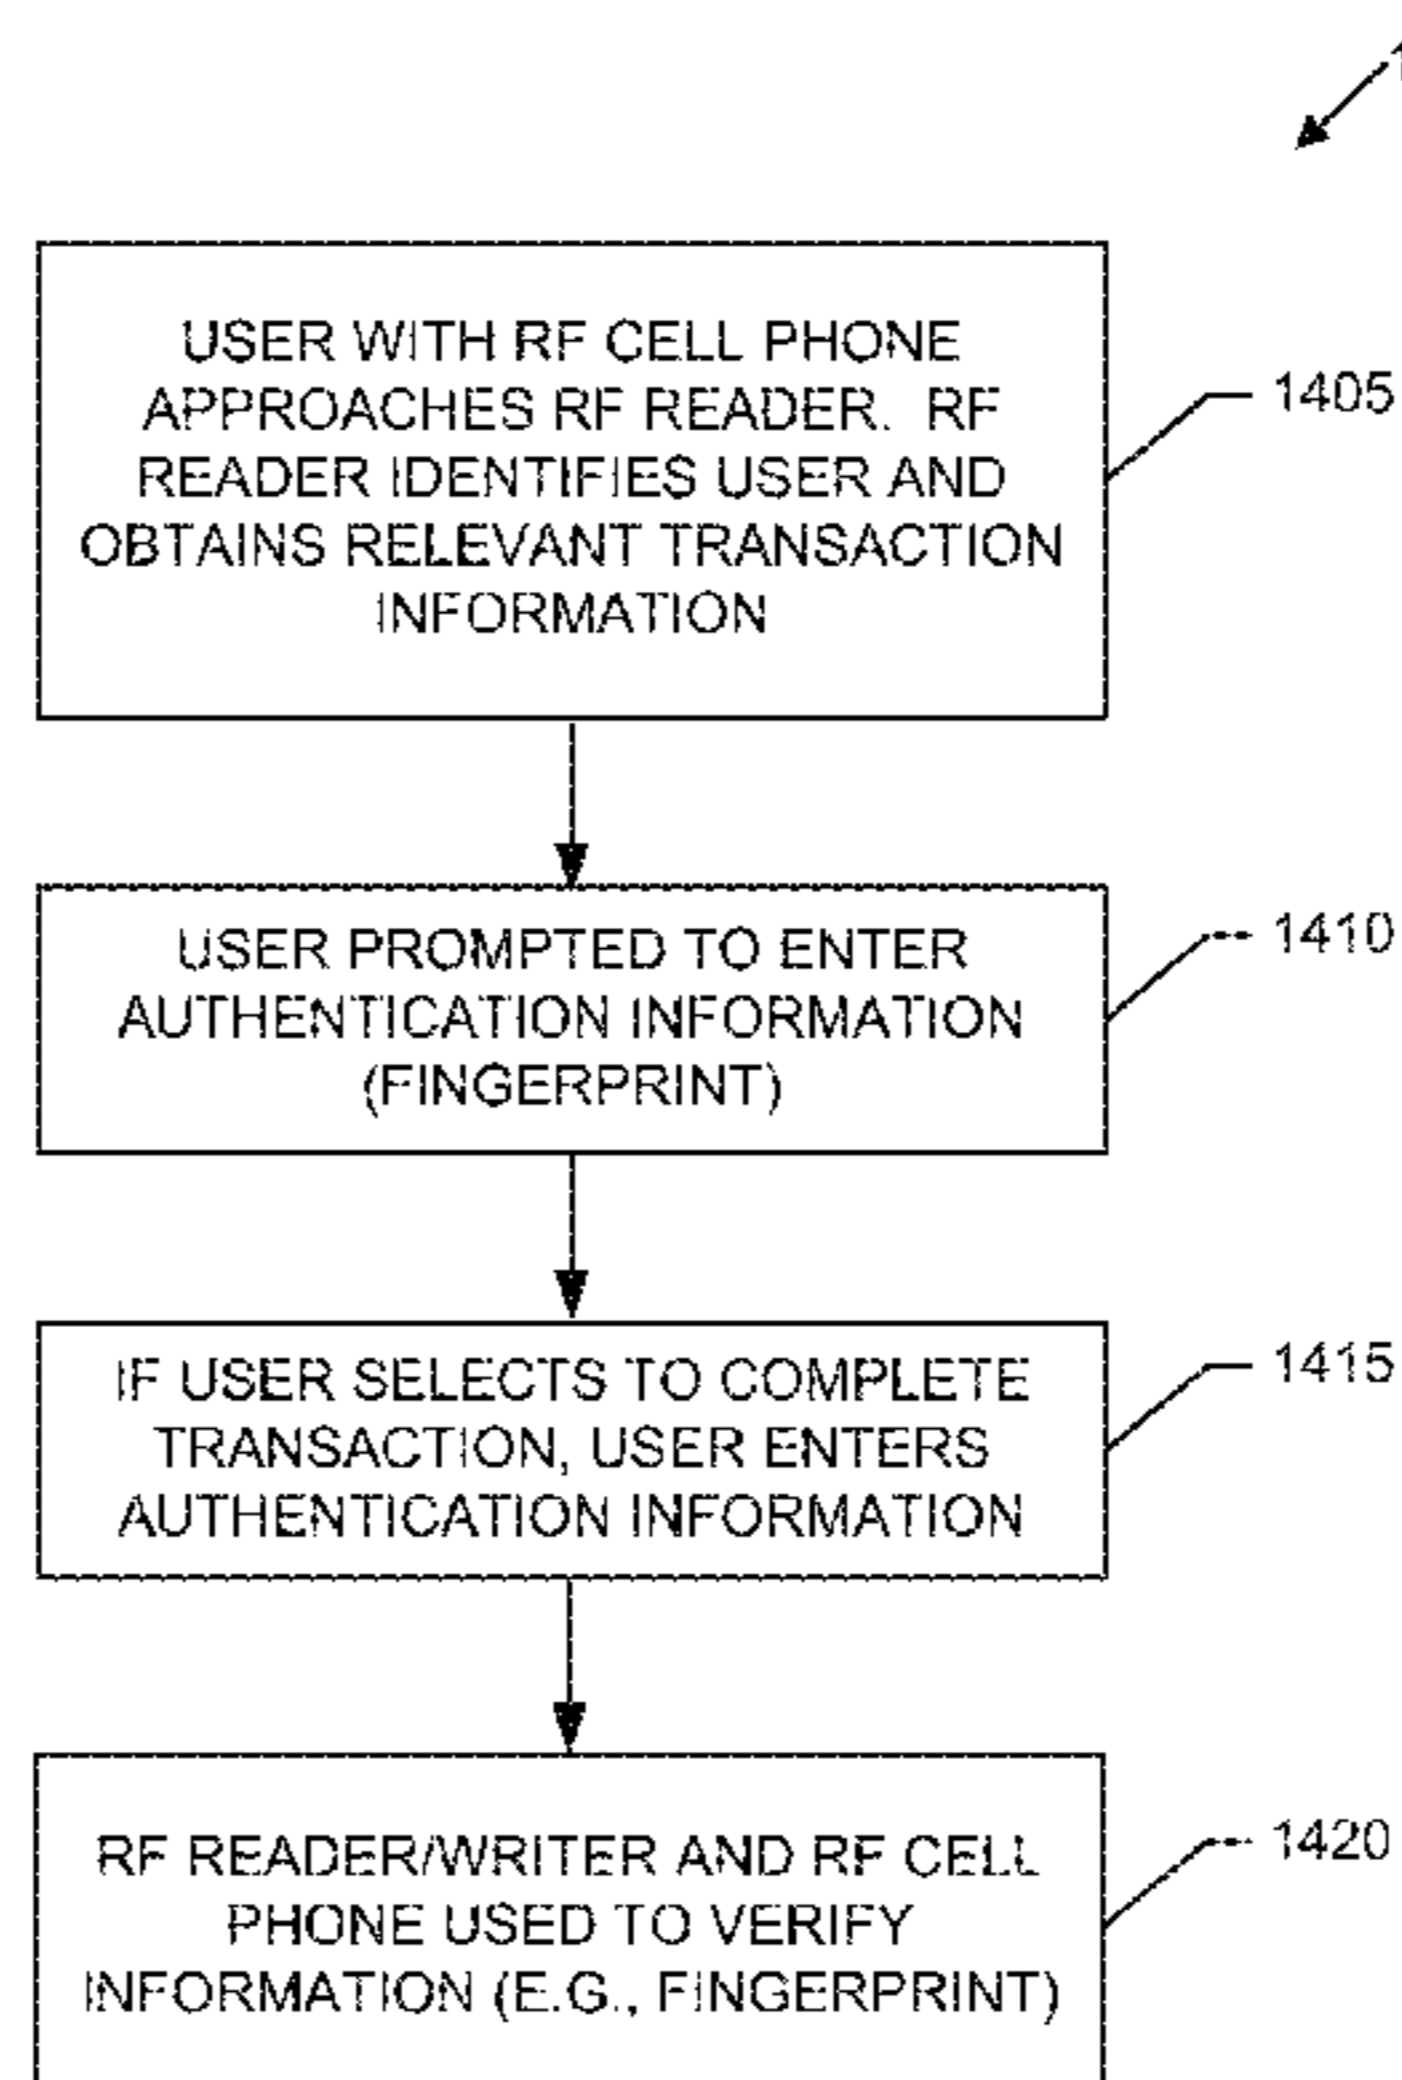 USER WITH RF CELL PHONE
APPROACHES RF READER. RF
READER IDENTIFIES USER AND
OBTAINS RELEVANT TRANSACTION
INFORMATION
1405
USER PROMPTED TO ENTER
AUTHENTICATION INFORMATION
(FINGERPRINT)
1410
IF USER SELECTS TO COMPLETE
TRANSACTION, USER ENTERS
AUTHENTICATION INFORMATION
1415
RF READER/WRITER AND RF CELL
PHONE USED TO VERIFY
INFORMATION (E.G., FINGERPRINT)
1420